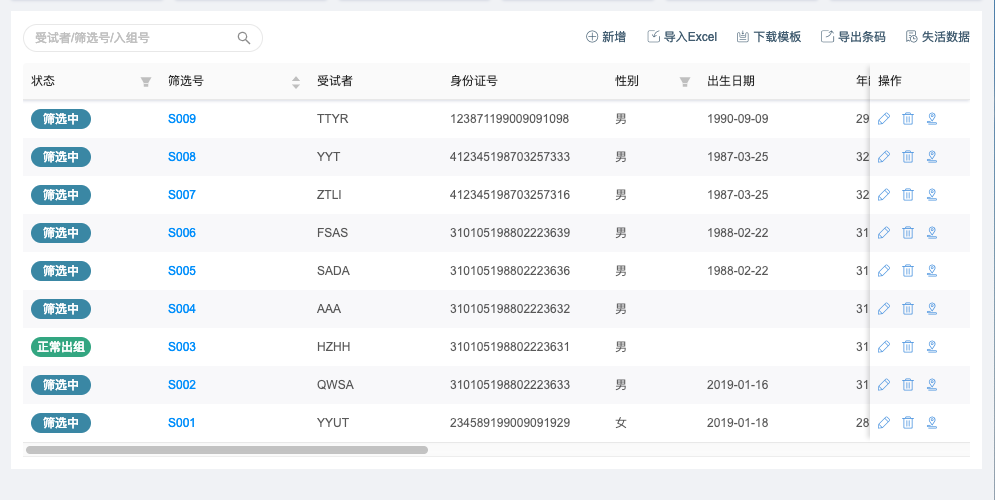 受试者/筛选号/入组号 新增 导入Excel 下载模板 导出条码 失活数据
状态 筛选号 受试者 身份证号 性别 出生日期 年 操作
筛选中 S009 TTYR 123871199009091098 男 1990-09-09 29
筛选中 S008 YYT 412345198703257333 男 1987-03-25 32
筛选中 S007 ZTLI 412345198703257316 男 1987-03-25 32
筛选中 S006 FSAS 310105198802223639 男 1988-02-22 31
筛选中 S005 SADA 310105198802223636 男 1988-02-22 31
筛选中 S004 AAA 310105198802223632 男 31
正常出组 S003 HZHH 310105198802223631 男 31
筛选中 S002 QWSA 310105198802223633 男 2019-01-16 31
筛选中 S001 YYUT 234589199009091929 女 2019-01-18 28